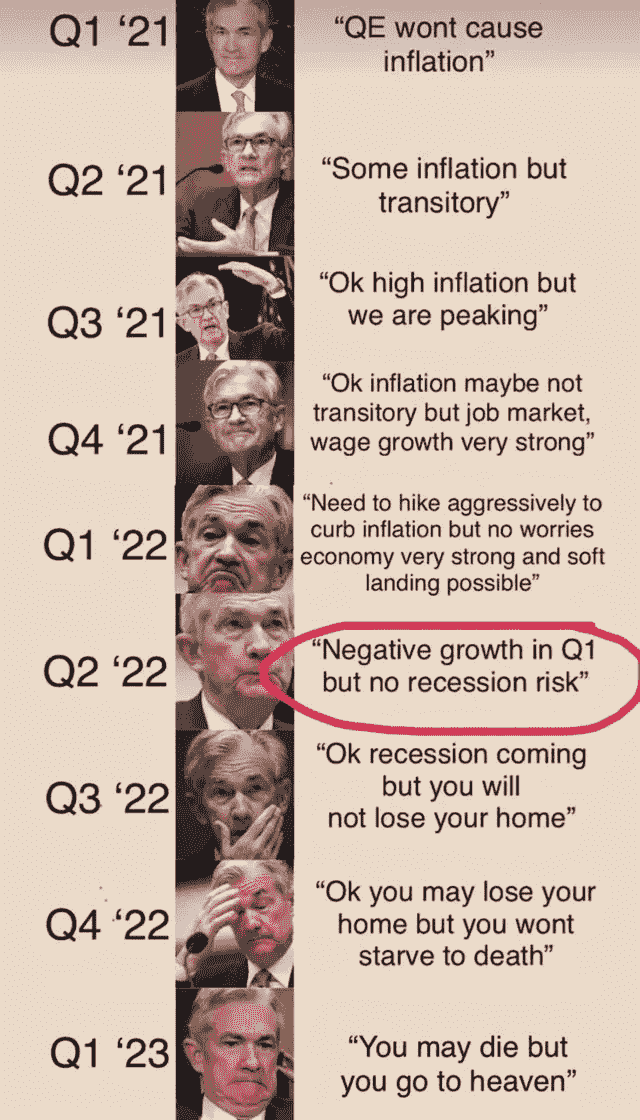 Q1 ‘21
“QE wont cause
inflation”
Q2 ‘21
“Some inflation but
transitory”
Q3 ‘21
“Ok high inflation but
we are peaking”
Q4 ‘21
“Ok inflation maybe not
transitory but job market,
wage growth very strong”
Q1 ‘22
“Need to hike aggressively to
curb inflation but no worries
economy very strong and soft
landing possible”
Q2 ‘22
“Negative growth in Q1
but no recession risk”
Q3 ‘22
“Ok recession coming
but you will
not lose your home”
Q4 ‘22
“Ok you may lose your
home but you wont
starve to death”
Q1 ‘23
“You may die but
you go to heaven”